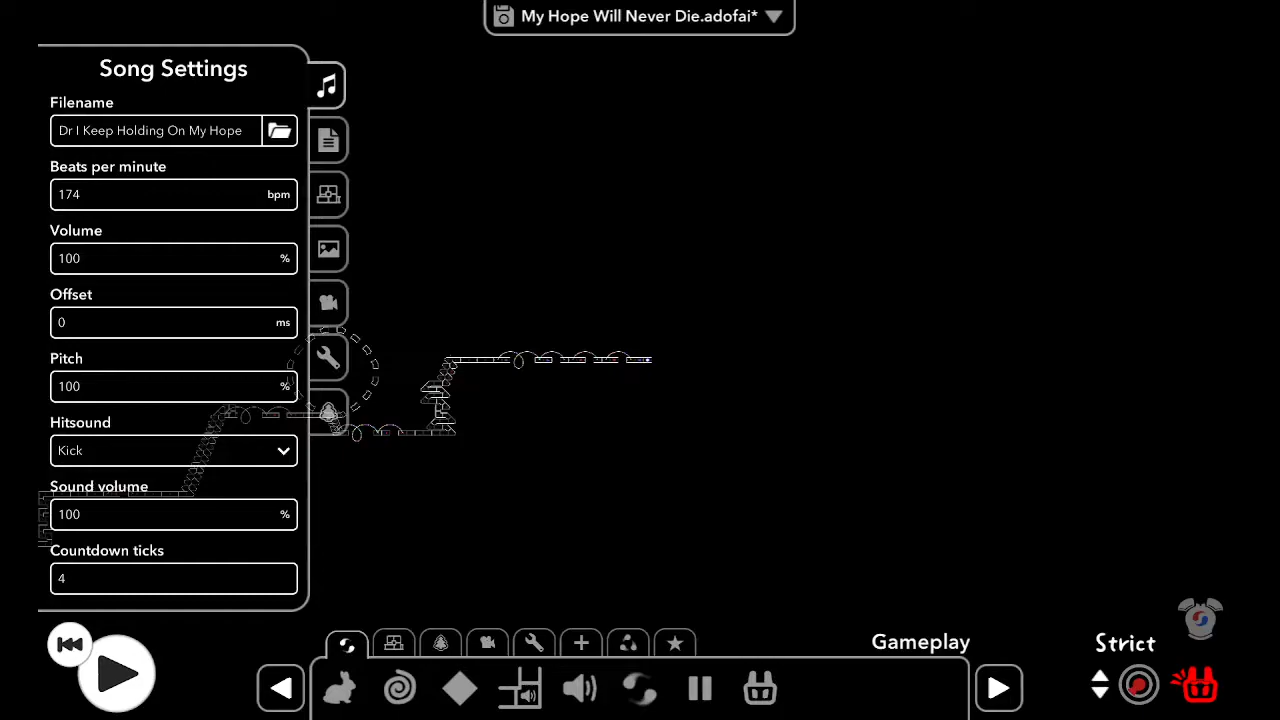 My Hope Will Never Die.adofai*
Song Settings
Filename
Dr I Keep Holding On My Hope
Beats per minute
174 bpm
Volume
100 %
Offset
0 ms
Pitch
100 %
Hitsound
Kick
Sound volume
100 %
Countdown ticks
4
Gameplay
Strict